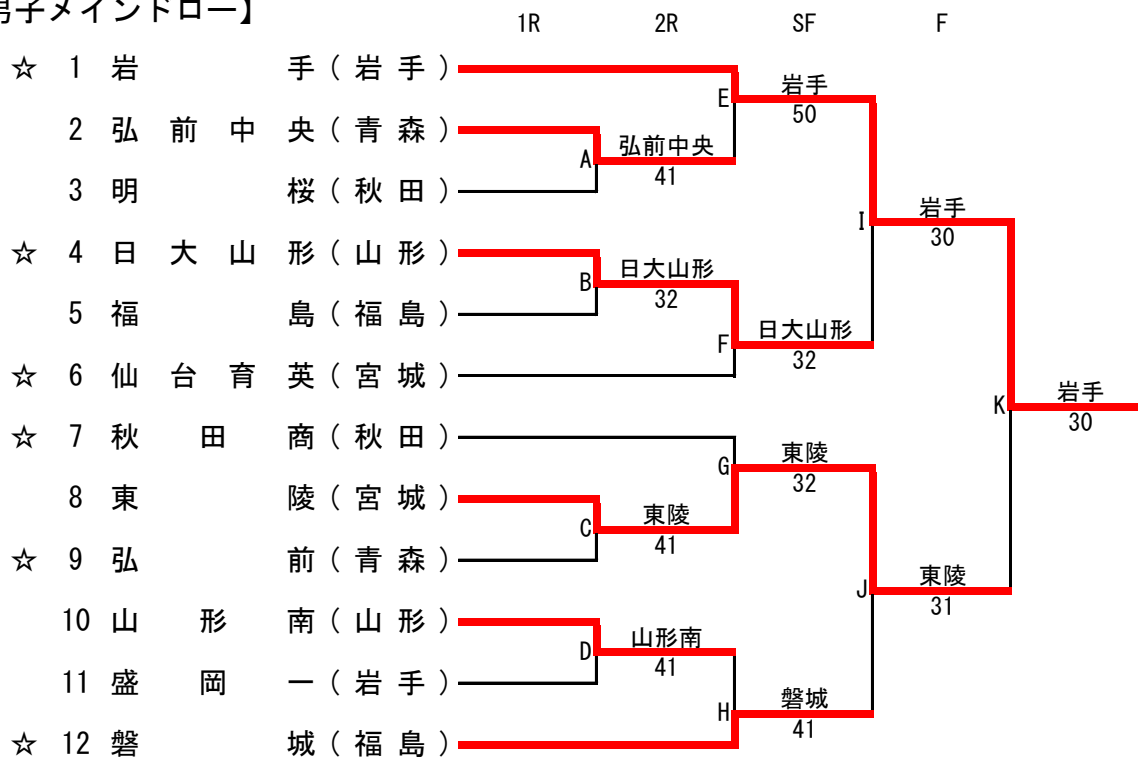 男子メインドロー】
1R 2R SF F
☆ 1 岩手(岩手)
2 弘前中央(青森)
3 明桜(秋田)
☆ 4 日大山形(山形)
5 福島(福島)
☆ 6 仙台育英(宮城)
☆ 7 秋田商(秋田)
8 東陵(宮城)
☆ 9 弘前(青森)
10 山形南(山形)
11 盛岡一(岩手)
☆ 12 磐城(福島)
A
弘前中央
41
B
日大山形
32
C
東陵
41
D
山形南
41
E
岩手
50
F
日大山形
32
G
東陵
32
H
磐城
41
I
岩手
30
J
東陵
31
K
岩手
30